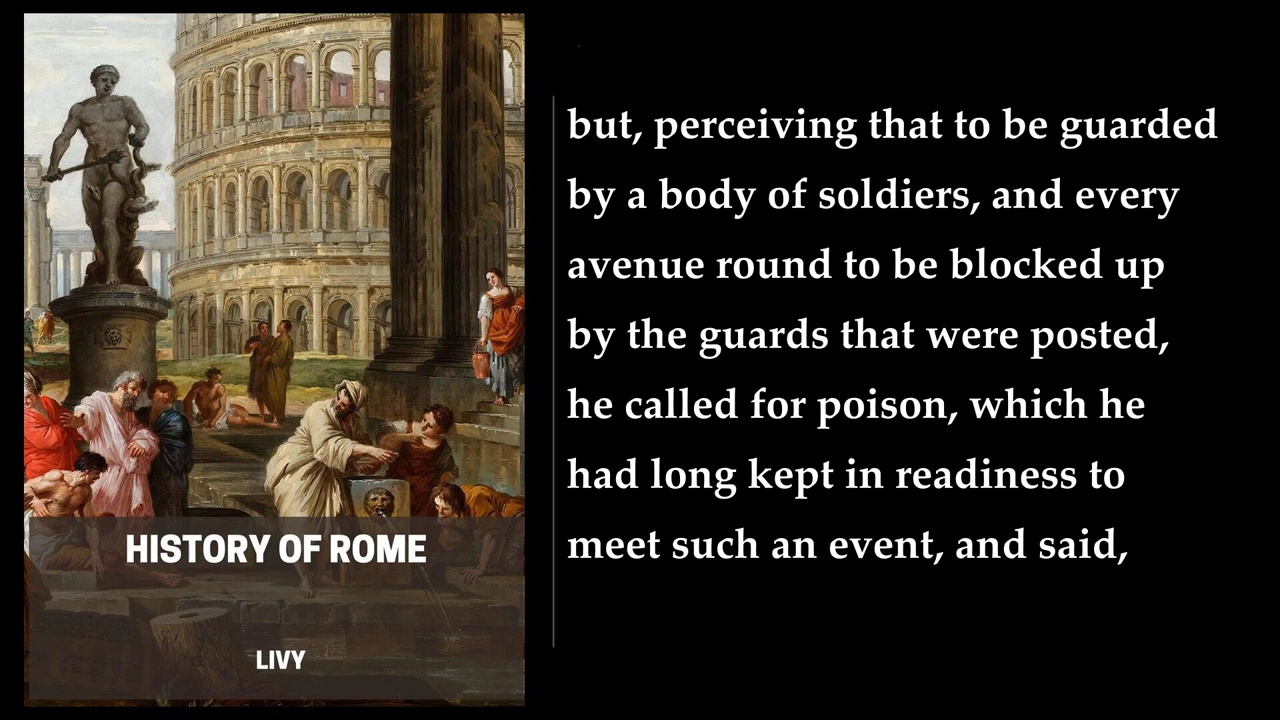 HISTORY OF ROME
LIVY
but, perceiving that to be guarded
by a body of soldiers, and every
avenue round to be blocked up
by the guards that were posted,
he called for poison, which he
had long kept in readiness to
meet such an event, and said,